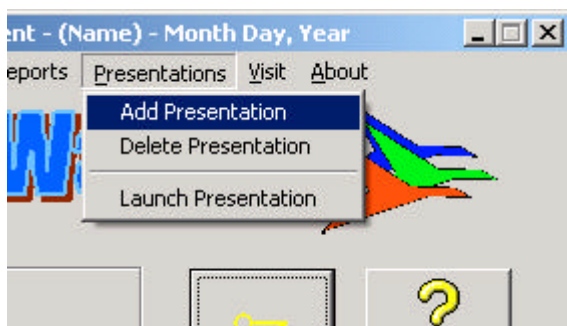 ent - (Name) - Month Day, Year
eports Presentations Visit About
Add Presentation
Delete Presentation
Launch Presentation
?